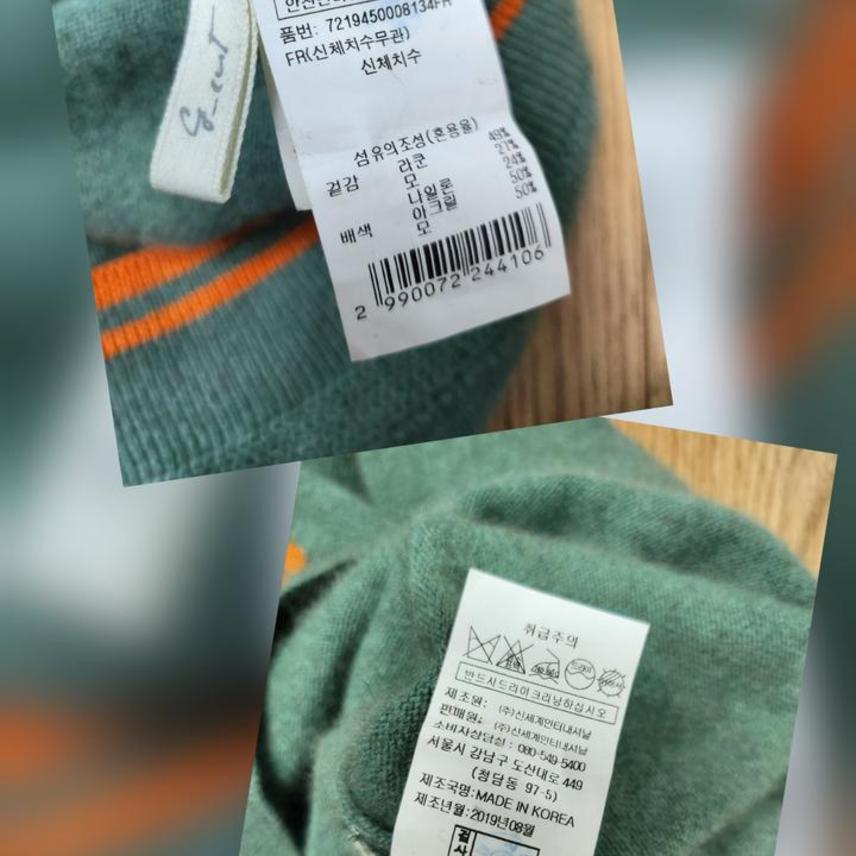 품번: 7219450008134FR
FR(신체치수무관)
신체치수
g-cut
섬유의조성(혼용율)
겉감 라쿤 49%
모 27%
나일론 24%
아크릴 50%
배색 모 50%
2 990072 244106
취급주의
반드시드라이크리닝하십시오
제조원: (주)신세계인터내셔날
판매원: (주)신세계인터내셔날
소비자상담실 : 080-549-5400
서울시 강남구 도산대로 449
(청담동 97-5)
제조국명:MADE IN KOREA
제조년월:2019년08월
검
사